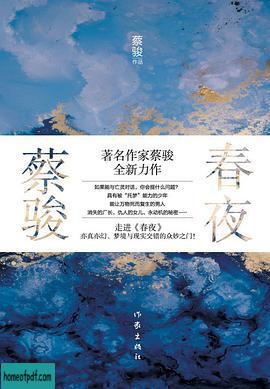 蔡骏
作品
春夜
蔡骏
著名作家蔡骏
全新力作
如果能与亡灵对话，你会提什么问题？
具有被“托梦”能力的少年
能让万物死而复生的男人
消失的厂长、仇人的女儿、永动机的秘密——
走进《春夜》
亦真亦幻、梦境与现实交错的众妙之门！
作家出版社
homeofpdf.com